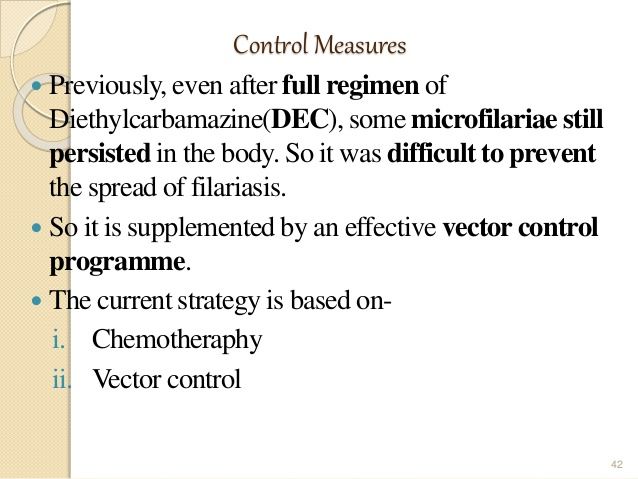 Control Measures
Previously, even after full regimen of
Diethylcarbamazine(DEC), some microfilariae still
persisted in the body. So it was difficult to prevent
the spread of filariasis.
So it is supplemented by an effective vector control
programme.
The current strategy is based on-
i. Chemotheraphy
ii. Vector control
42